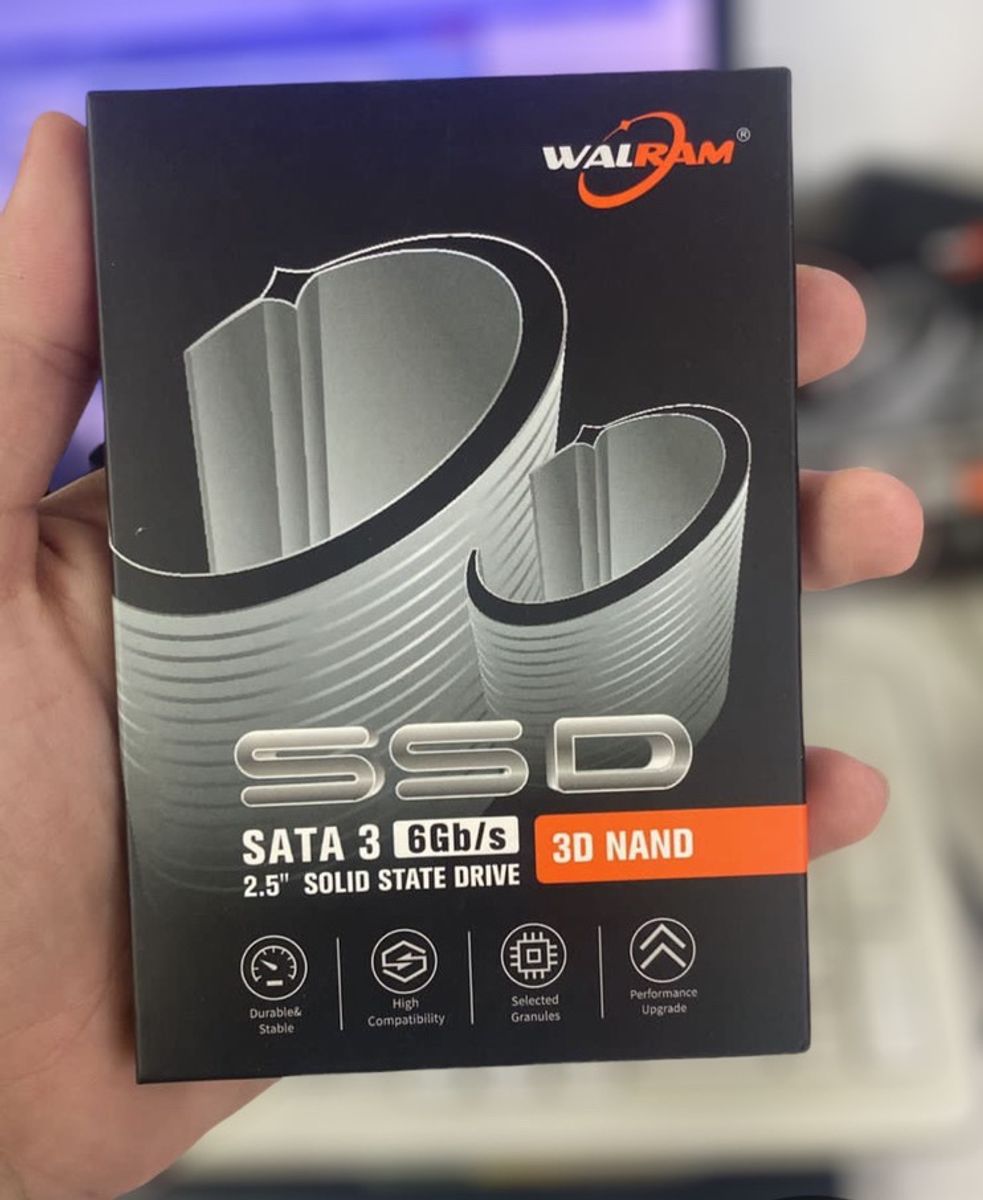 WALRAM®
SSD
SATA 3 6Gb/s
3D NAND
2.5" SOLID STATE DRIVE
Durable&
Stable
High
Compatibility
Selected
Granules
Performance
Upgrade